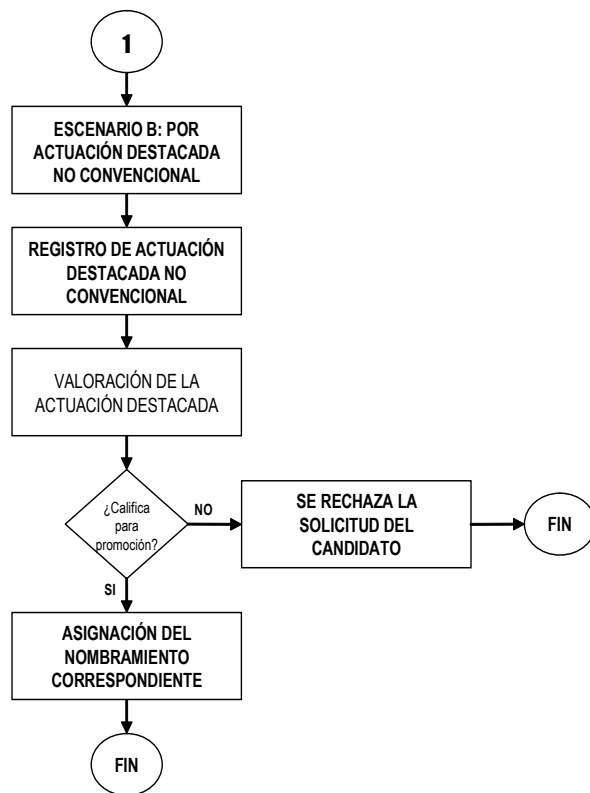 1
ESCENARIO B: POR
ACTUACIÓN DESTACADA
NO CONVENCIONAL
REGISTRO DE ACTUACIÓN
DESTACADA NO
CONVENCIONAL
VALORACIÓN DE LA
ACTUACIÓN DESTACADA
¿Califica
para
promoción?
NO
SE RECHAZA LA
SOLICITUD DEL
CANDIDATO
FIN
SI
ASIGNACIÓN DEL
NOMBRAMIENTO
CORRESPONDIENTE
FIN